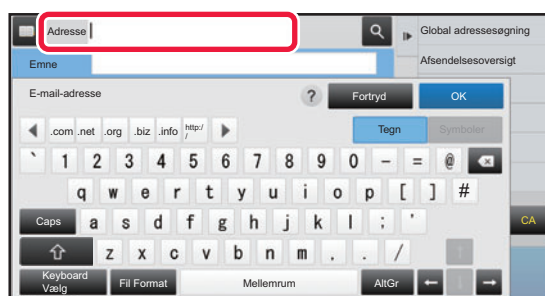 Adresse
Global adressesøgning
Emne
Afsendelsesoversigt
E-mail-adresse
? Fortryd OK
.com .net .org .biz .info http://
Tegn Symboler
` 1 2 3 4 5 6 7 8 9 0 - = @
q w e r t y u i o p [ ] #
Caps a s d f g h j k l ; '
CA
z x c v b n m , . /
Keyboard
Vælg
Fil Format Mellemrum AltGr